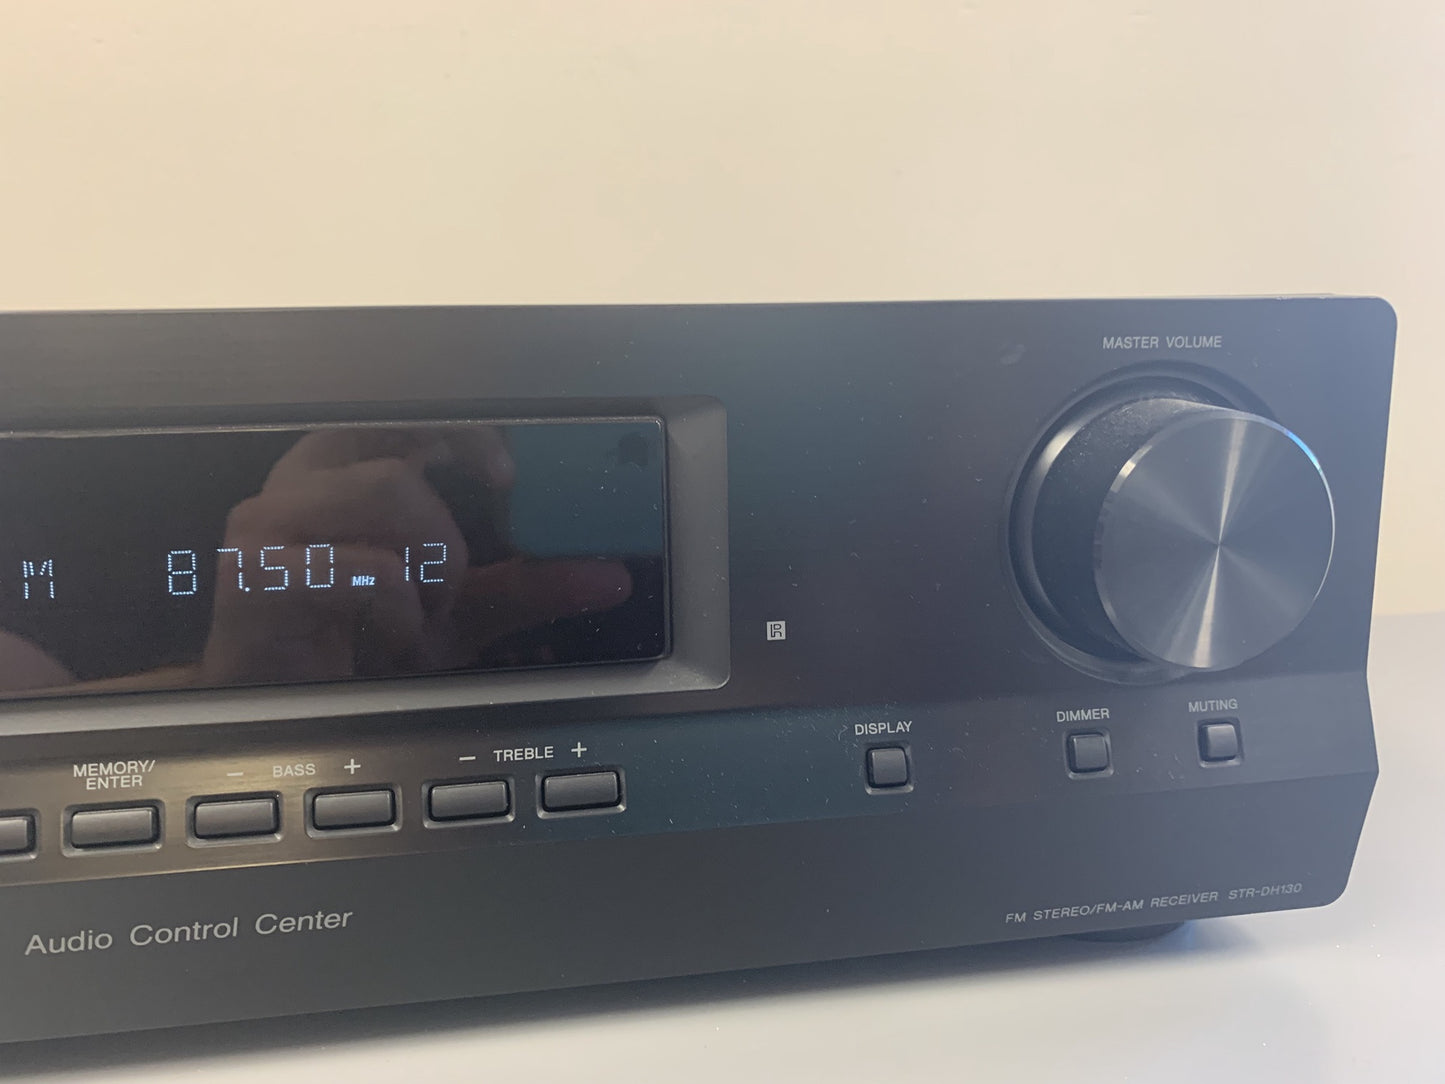 MASTER VOLUME
M 87.50 MHz 12
MUTING
DIMMER
DISPLAY
− TREBLE +
− BASS +
MEMORY/
ENTER
FM STEREO/FM-AM RECEIVER STR-DH130
Audio Control Center